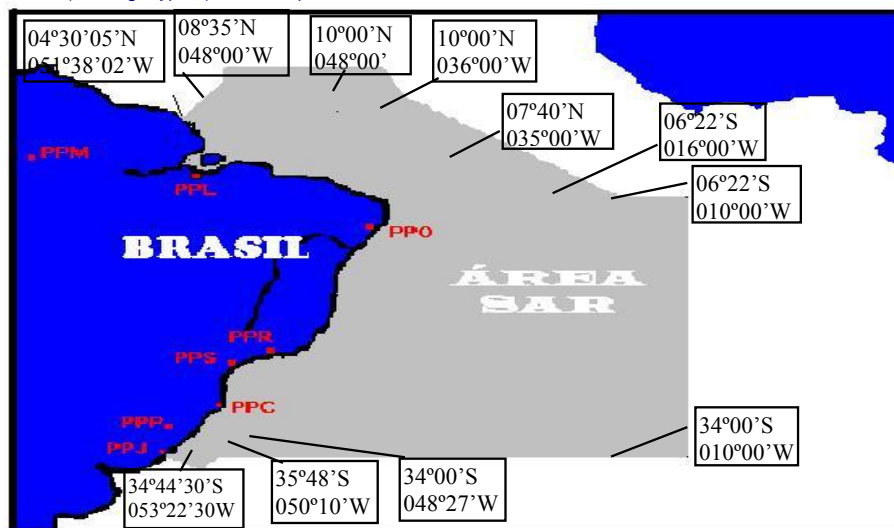 04º30'05'N
051º38'02'W
08º35'N
048º00'W
10º00'N
048º00'
10º00'N
036º00'W
07º40'N
035º00'W
06º22'S
016º00'W
06º22'S
010º00'W
PPM
PPL
PPO
BRASIL
ÁREA
SAR
PPR
PPS
PPC
PPJ
34º44'30'S
053º22'30W
35º48'S
050º10'W
34º00'S
048º27'W
34º00'S
010º00'W